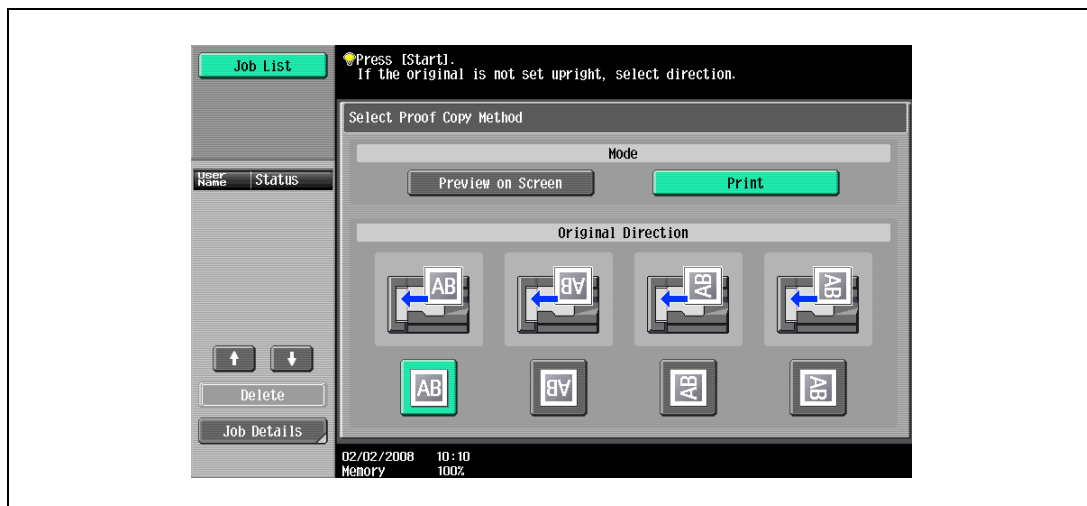 Job List
Press [Start].
If the original is not set upright, select direction.
Select Proof Copy Method
Mode
User Name Status
Preview on Screen Print
Original Direction
AB AB AB AB
AB AB AB AB
Delete
Job Details
02/02/2008 10:10
Memory 100%